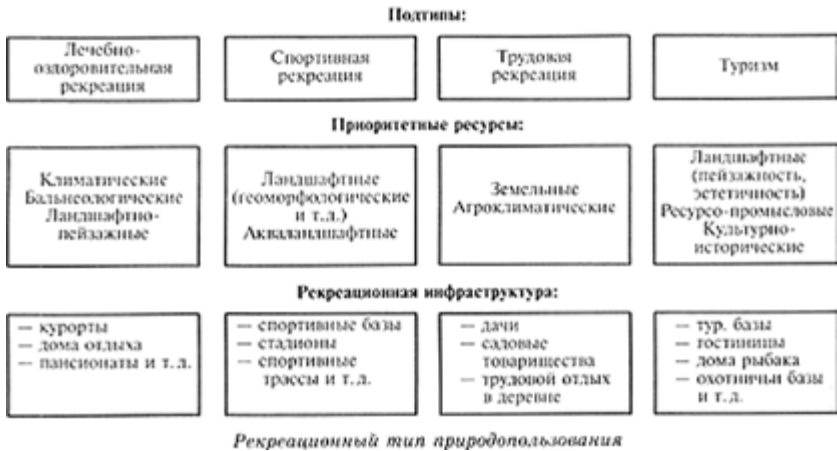 Подтипы:
Лечебно-
оздоровительная
рекреация
Спортивная
рекреация
Трудовая
рекреация
Туризм
Приоритетные ресурсы:
Климатические
Бальнеологические
Ландшафтно-
пейзажные
Ландшафтные
(геоморфологические
и т.д.)
Акваландшафтные
Земельные
Агроклиматические
Ландшафтные
(пейзажность,
эстетичность)
Ресурсо-промысловые
Культурно-
исторические
Рекреационная инфраструктура:
— курорты
— дома отдыха
— пансионаты и т.д.
— спортивные базы
— стадионы
— спортивные
трассы и т.д.
— дачи
— садовые
товарищества
— трудовой отдых
в деревне
— тур. базы
— гостиницы
— дома рыбака
— охотничьи базы
и т.д.
Рекреационный тип природопользования